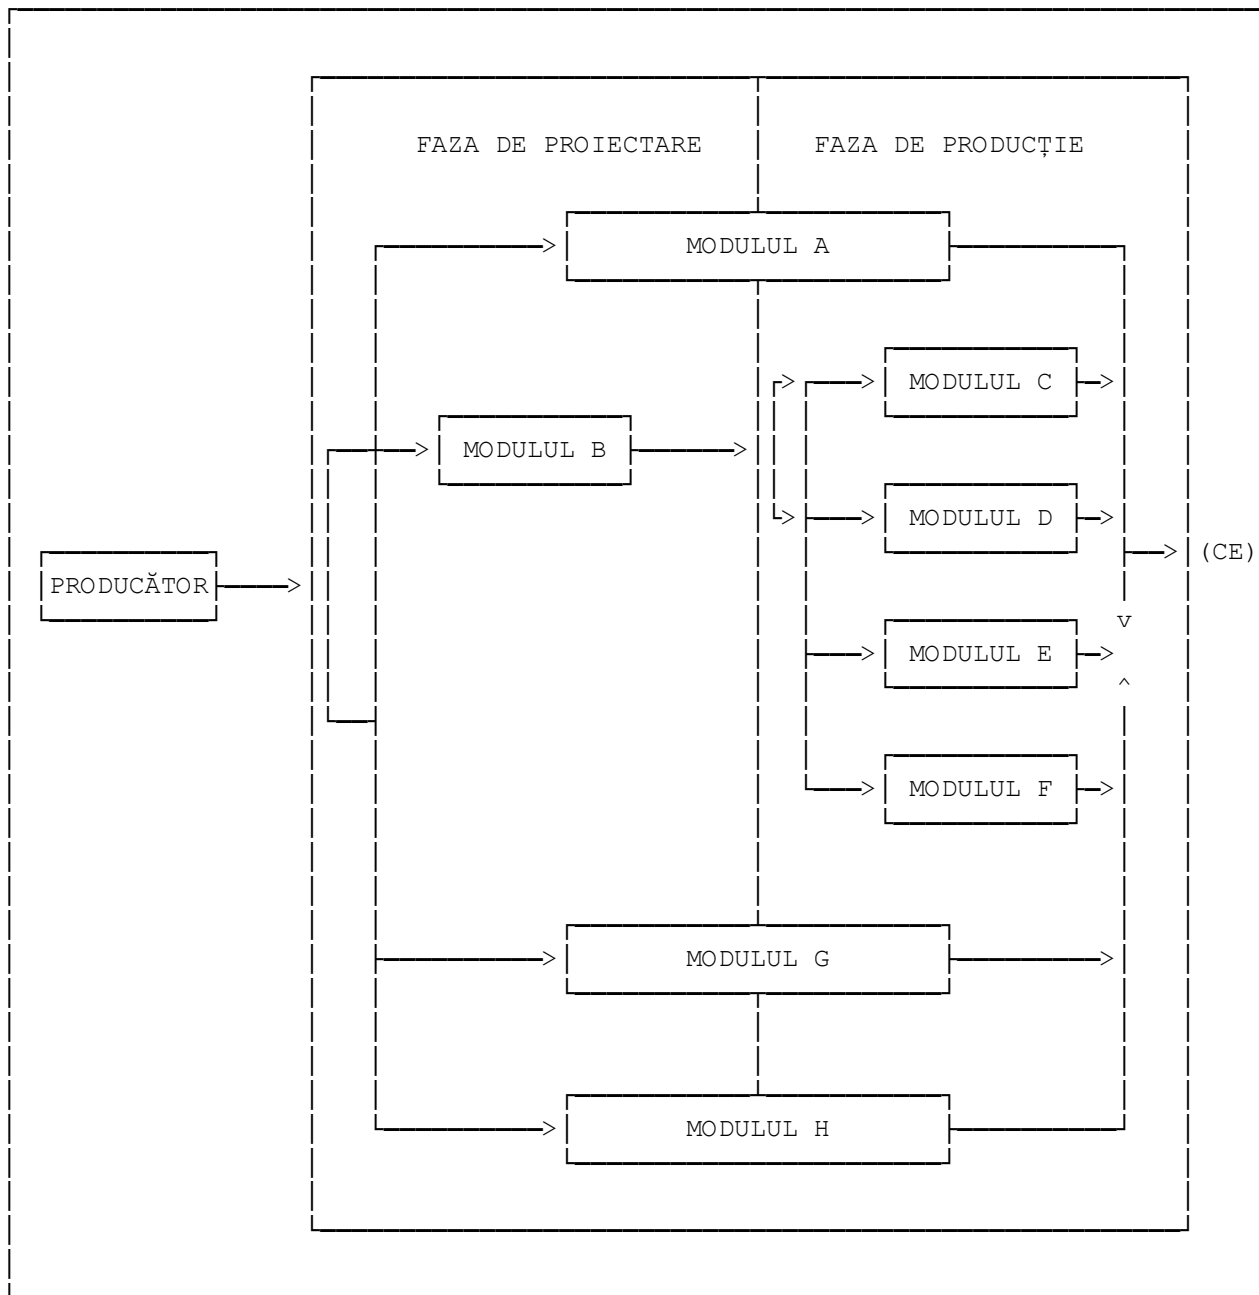 FAZA DE PROIECTARE FAZA DE PRODUCȚIE
MODULUL A
MODULUL C
MODULUL B
MODULUL D
(CE)
PRODUCĂTOR
MODULUL E
MODULUL F
MODULUL G
MODULUL H